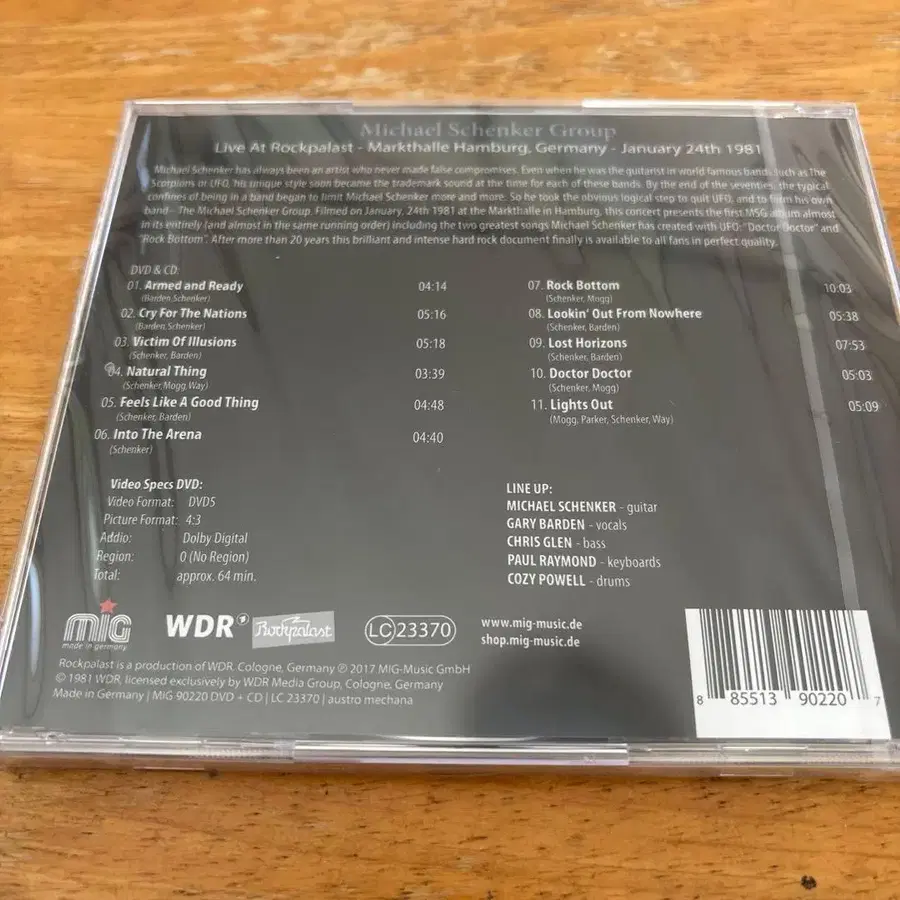 Michael Schenker Group
Live At Rockpalast - Markthalle Hamburg, Germany - January 24th 1981
Michael Schenker has always been an artist who never made false compromises. Even when he was the guitarist in world famous bands such as The
Scorpions or UFO, his unique style soon became the trademark sound at the time for each of these bands. By the end of the seventies, the typical
confines of being in a band began to limit Michael Schenker more and more. So he took the obvious logical step to quit UFO, and to form his own
band - The Michael Schenker Group. Filmed on January, 24th 1981 at the Markthalle in Hamburg, this concert presents the first MSG album almost
in its entirely (and almost in the same running order) including the two greatest songs Michael Schenker has created with UFO: "Doctor Doctor" and
"Rock Bottom". After more than 20 years this brilliant and intense hard rock document finally is available to all fans in perfect quality.
DVD & CD:
01. Armed and Ready 04:14
(Barden, Schenker)
02. Cry For The Nations 05:16
(Barden, Schenker)
03. Victim Of Illusions 05:18
(Schenker, Barden)
04. Natural Thing 03:39
(Schenker, Mogg, Way)
05. Feels Like A Good Thing 04:48
(Schenker, Barden)
06. Into The Arena 04:40
(Schenker)
07. Rock Bottom 10:03
(Schenker, Mogg)
08. Lookin' Out From Nowhere 05:38
(Schenker, Barden)
09. Lost Horizons 07:53
(Schenker, Barden)
10. Doctor Doctor 05:03
(Schenker, Mogg)
11. Lights Out 05:09
(Mogg, Parker, Schenker, Way)
Video Specs DVD:
Video Format: DVD5
Picture Format: 4:3
Addio: Dolby Digital
Region: 0 (No Region)
Total: approx. 64 min.
LINE UP:
MICHAEL SCHENKER - guitar
GARY BARDEN - vocals
CHRIS GLEN - bass
PAUL RAYMOND - keyboards
COZY POWELL - drums
MIG
made in germany
WDR
Rockpalast
LC 23370
www.mig-music.de
shop.mig-music.de
Rockpalast is a production of WDR. Cologne, Germany ℗ 2017 MIG-Music GmbH
© 1981 WDR, licensed exclusively by WDR Media Group, Cologne, Germany
Made in Germany | MIG 90220 DVD + CD | LC 23370 | austro mechana
8 85513 90220 7